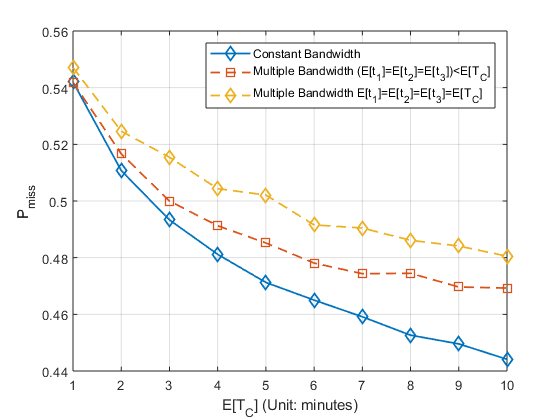 0.56
0.54
0.52
0.5
0.48
0.46
0.44
P_miss
Constant Bandwidth
Multiple Bandwidth (E[t_1]=E[t_2]=E[t_3])<E[T_C]
Multiple Bandwidth E[t_1]=E[t_2]=E[t_3]=E[T_C]
1 2 3 4 5 6 7 8 9 10
E[T_C] (Unit: minutes)